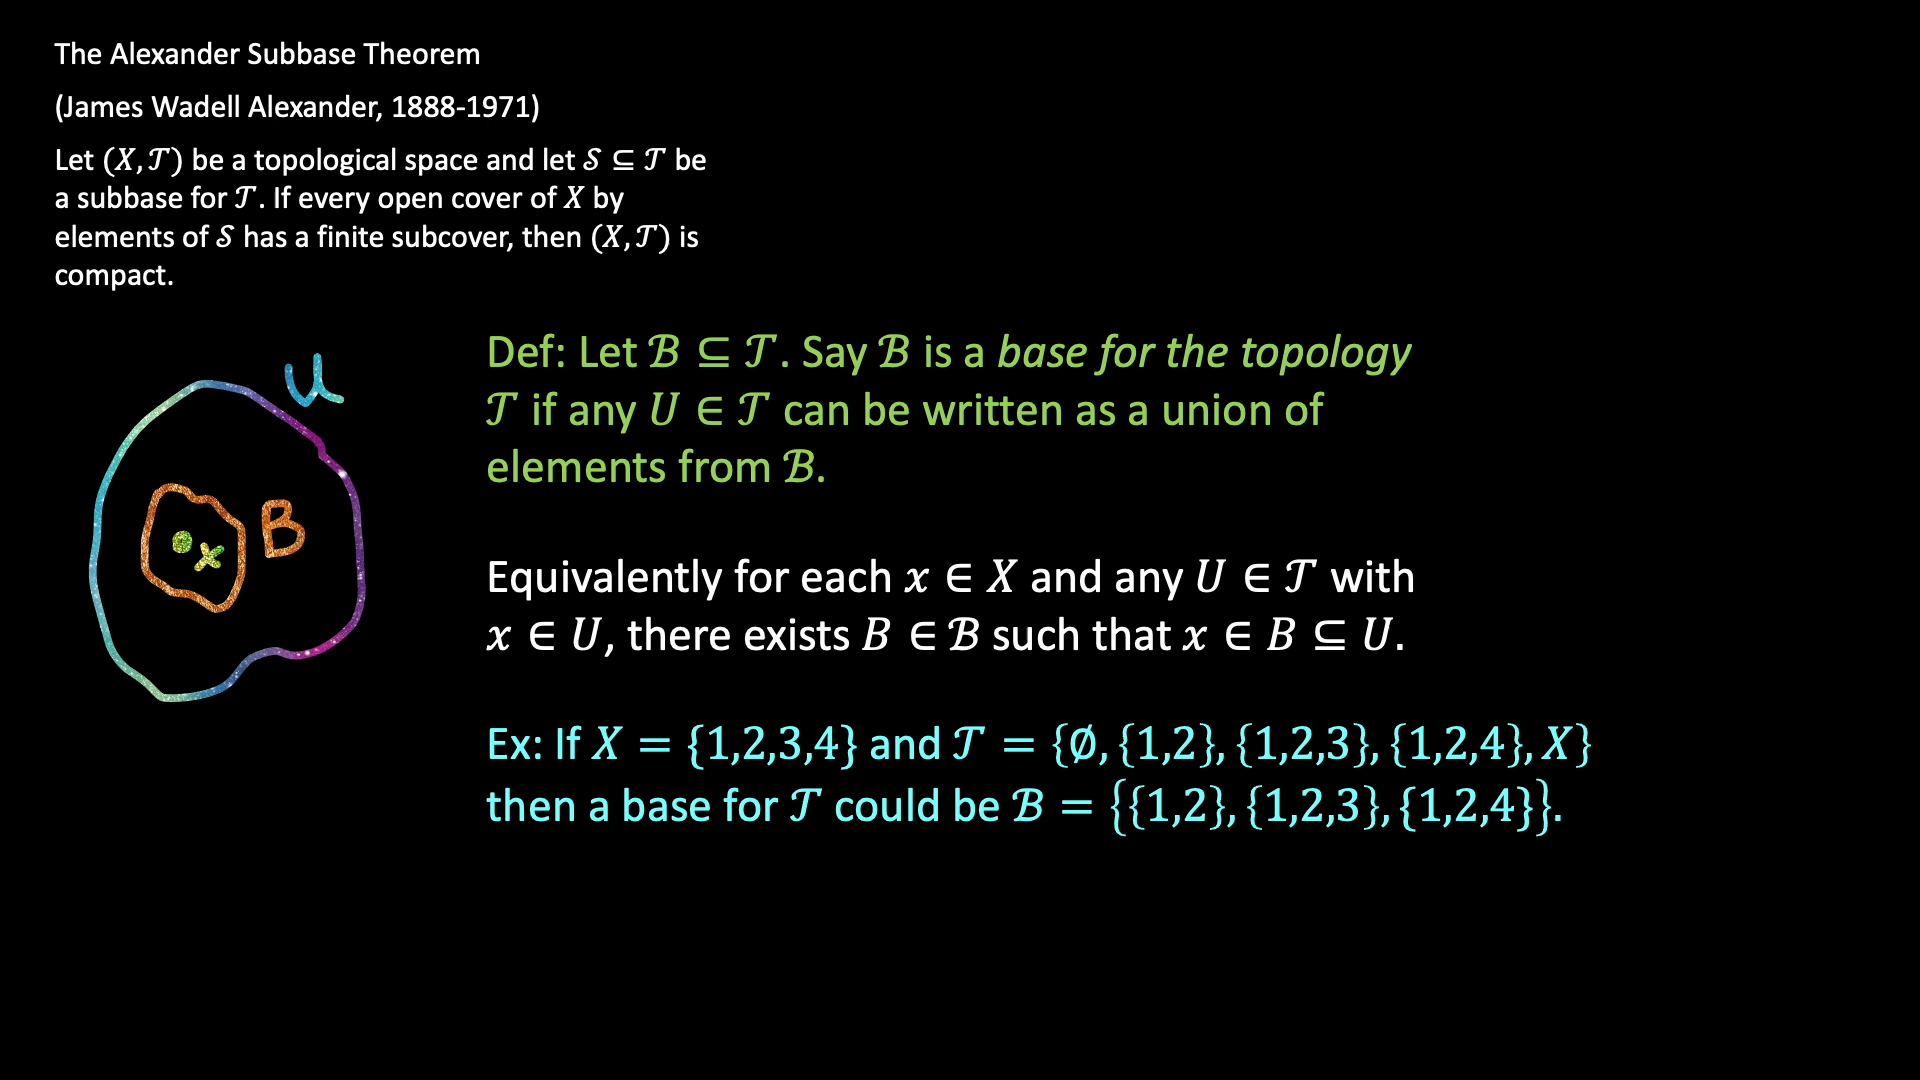 The Alexander Subbase Theorem
(James Wadell Alexander, 1888-1971)
Let (𝑋, 𝒯) be a topological space and let 𝒮 ⊆ 𝒯 be
a subbase for 𝒯. If every open cover of 𝑋 by
elements of 𝒮 has a finite subcover, then (𝑋, 𝒯) is
compact.
U
B
x
Def: Let ℬ ⊆ 𝒯. Say ℬ is a base for the topology
𝒯 if any 𝑈 ∈ 𝒯 can be written as a union of
elements from ℬ.
Equivalently for each 𝑥 ∈ 𝑋 and any 𝑈 ∈ 𝒯 with
𝑥 ∈ 𝑈, there exists 𝐵 ∈ ℬ such that 𝑥 ∈ 𝐵 ⊆ 𝑈.
Ex: If 𝑋 = {1,2,3,4} and 𝒯 = {∅, {1,2}, {1,2,3}, {1,2,4}, 𝑋}
then a base for 𝒯 could be ℬ = {{1,2}, {1,2,3}, {1,2,4}}.